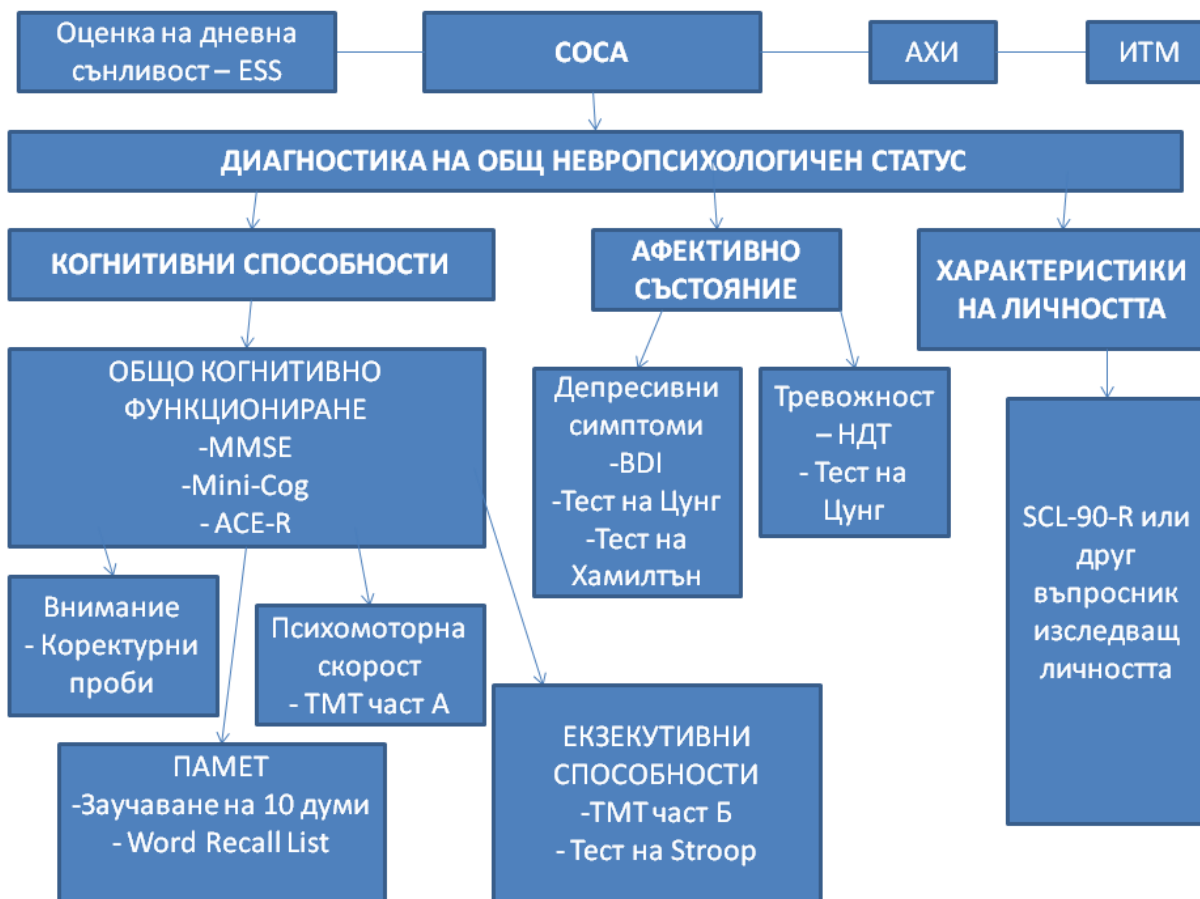 Оценка на дневна
сънливост – ESS
СОСА
АХИ
ИТМ
ДИАГНОСТИКА НА ОБЩ НЕВРОПСИХОЛОГИЧЕН СТАТУС
КОГНИТИВНИ СПОСОБНОСТИ
АФЕКТИВНО
СЪСТОЯНИЕ
ХАРАКТЕРИСТИКИ
НА ЛИЧНОСТТА
ОБЩО КОГНИТИВНО
ФУНКЦИОНИРАНЕ
-MMSE
-Mini-Cog
- ACE-R
Депресивни
симптоми
-BDI
-Тест на Цунг
-Тест на
Хамилтън
Тревожност
– НДТ
- Тест на
Цунг
SCL-90-R или
друг
въпросник
изследващ
личността
Внимание
- Коректурни
проби
Психомоторна
скорост
- ТМТ част А
ПАМЕТ
-Заучаване на 10 думи
- Word Recall List
ЕКЗЕКУТИВНИ
СПОСОБНОСТИ
-ТМТ част Б
- Тест на Stroop